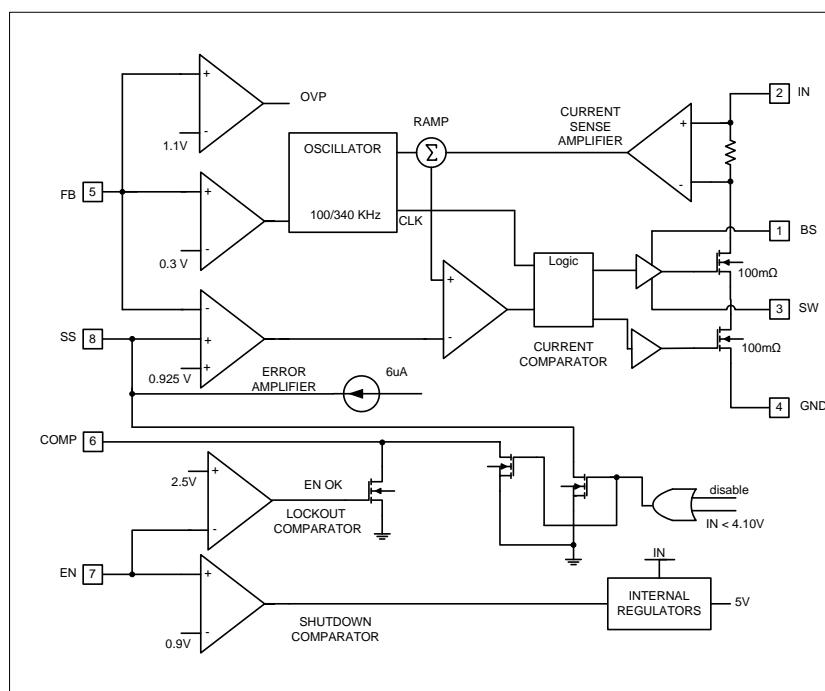 +
OVP
-
1.1V
RAMP
Σ
CURRENT
SENSE
AMPLIFIER
+
-
2 IN
OSCILLATOR
100/340 KHz
CLK
FB 5
+
-
0.3 V
1 BS
Logic
100mΩ
+
-
3 SW
SS 8
-
+
+
0.925 V
ERROR
AMPLIFIER
6uA
CURRENT
COMPARATOR
100mΩ
4 GND
COMP 6
2.5V
+
-
EN OK
LOCKOUT
COMPARATOR
disable
IN < 4.10V
EN 7
+
-
0.9V
SHUTDOWN
COMPARATOR
IN
INTERNAL
REGULATORS
5V